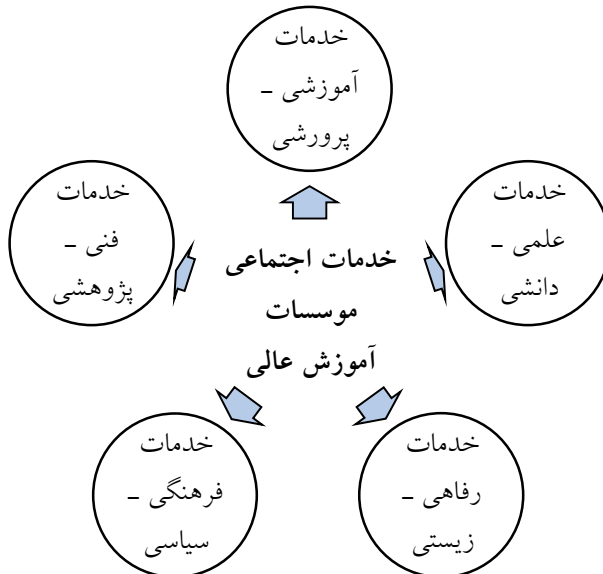 خدمات
آموزشی -
پرورشی
خدمات
علمی -
دانشی
خدمات
فنی -
پژوهشی
خدمات اجتماعی
موسسات
آموزش عالی
خدمات
رفاهی -
زیستی
خدمات
فرهنگی -
سیاسی